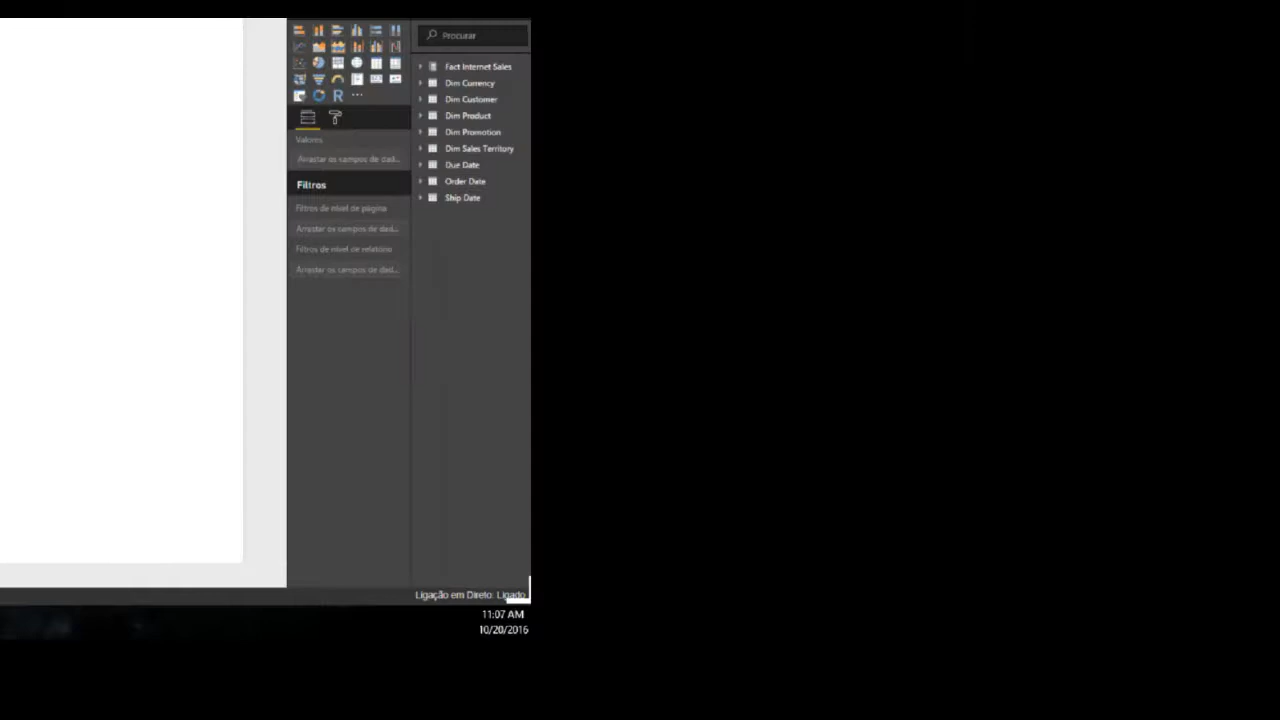 Procurar
Fact Internet Sales
Dim Currency
Dim Customer
Dim Product
Dim Promotion
Dim Sales Territory
Due Date
Order Date
Ship Date
R
Valores
Arrastar os campos de dad...
Filtros
Filtros de nível de página
Arrastar os campos de dad...
Filtros de nível de relatório
Arrastar os campos de dad...
Ligação em Direto: Ligado
11:07 AM
10/20/2016